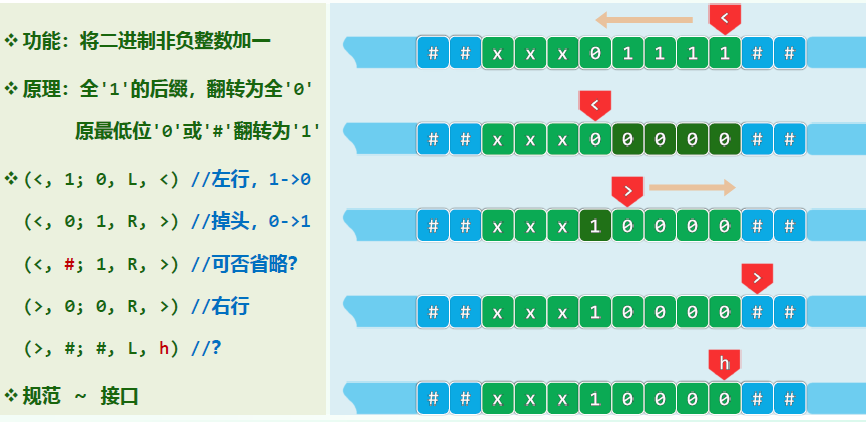 ❖ 功能：将二进制非负整数加一
❖ 原理：全'1'的后缀，翻转为全'0'
原最低位'0'或'#'翻转为'1'
❖ (<, 1; 0, L, <) //左行，1->0
(<, 0; 1, R, >) //掉头，0->1
(<, #; 1, R, >) //可否省略?
(>, 0; 0, R, >) //右行
(>, #; #, L, h) //?
❖ 规范 ~ 接口
<
# # x x x 0 1 1 1 1 # #
<
# # x x x 0 0 0 0 0 # #
>
# # x x x 1 0 0 0 0 # #
>
# # x x x 1 0 0 0 0 # #
h
# # x x x 1 0 0 0 0 # #